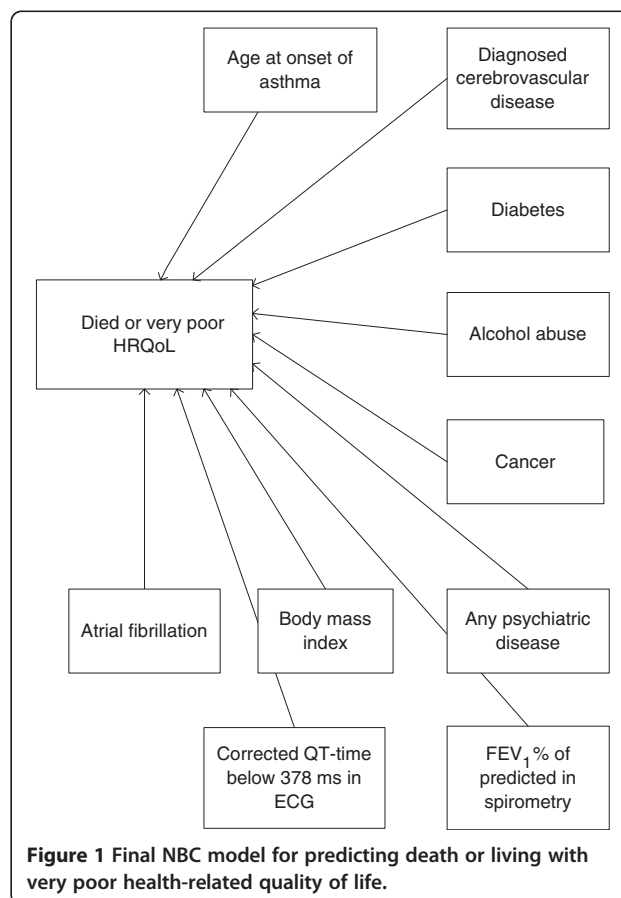 Age at onset of
asthma
Diagnosed
cerebrovascular
disease
Diabetes
Died or very poor
HRQoL
Alcohol abuse
Cancer
Atrial fibrillation
Body mass
index
Any psychiatric
disease
Corrected QT-time
below 378 ms in
ECG
FEV₁% of
predicted in
spirometry
Figure 1 Final NBC model for predicting death or living with
very poor health-related quality of life.